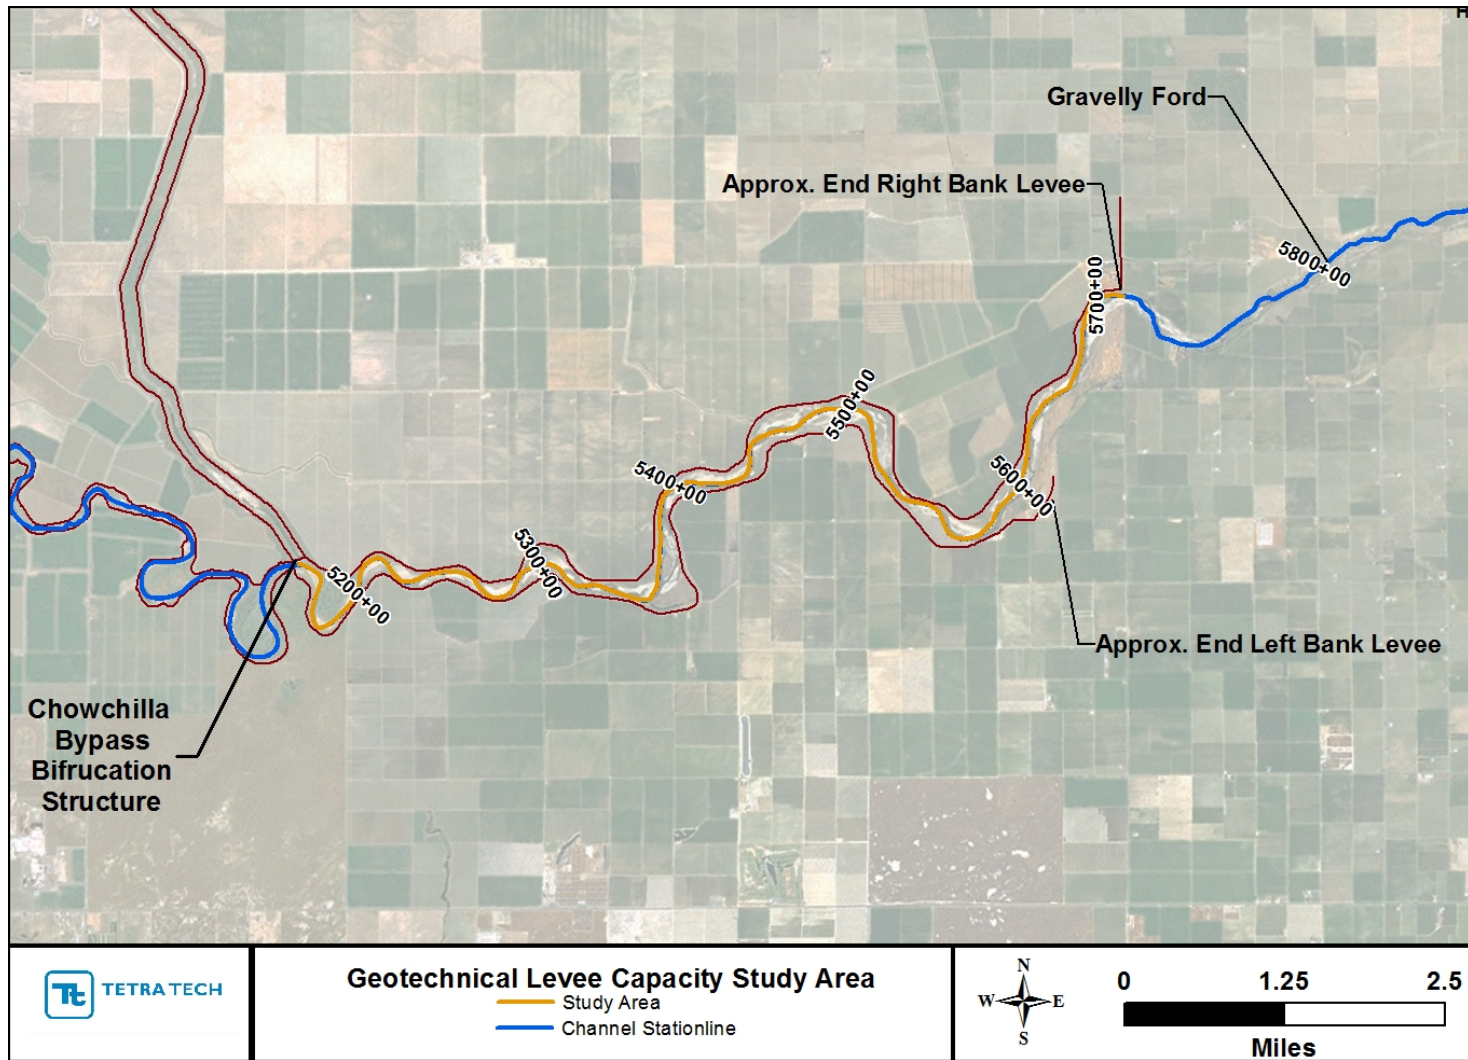 H
Gravelly Ford
Approx. End Right Bank Levee
5800+00
5700+00
5500+00
5400+00
5600+00
5300+00
5200+00
Approx. End Left Bank Levee
Chowchilla
Bypass
Bifrucation
Structure
Tt TETRA TECH
Geotechnical Levee Capacity Study Area
Study Area
Channel Stationline
N
W E
S
0 1.25 2.5
Miles